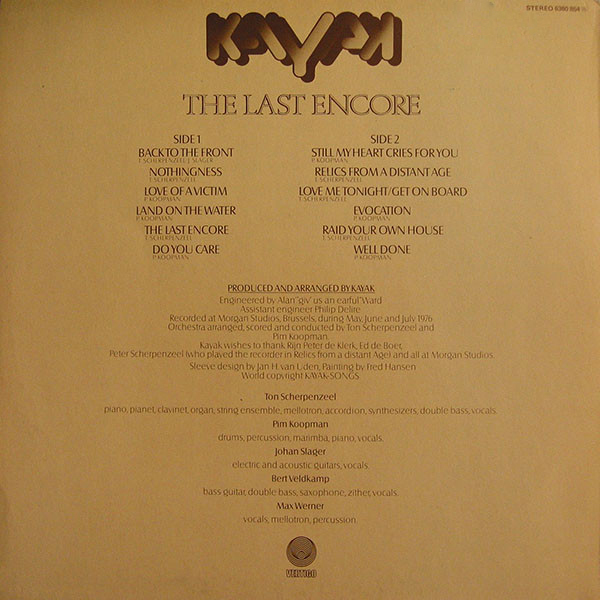 STEREO 6360 854
KAYAK
THE LAST ENCORE
SIDE 1
BACK TO THE FRONT
T. SCHERPENZEEL/J. SLAGER
NOTHINGNESS
T. SCHERPENZEEL
LOVE OF A VICTIM
P. KOOPMAN
LAND ON THE WATER
P. KOOPMAN
THE LAST ENCORE
T. SCHERPENZEEL
DO YOU CARE
P. KOOPMAN
SIDE 2
STILL MY HEART CRIES FOR YOU
P. KOOPMAN
RELICS FROM A DISTANT AGE
T. SCHERPENZEEL
LOVE ME TONIGHT/GET ON BOARD
T. SCHERPENZEEL
EVOCATION
P. KOOPMAN
RAID YOUR OWN HOUSE
T. SCHERPENZEEL
WELL DONE
P. KOOPMAN
PRODUCED AND ARRANGED BY KAYAK
Engineered by Alan "giv' us an earful" Ward
Assistant engineer Philip Delire
Recorded at Morgan Studios, Brussels, during May, June and July 1976
Orchestra arranged, scored and conducted by Ton Scherpenzeel and
Pim Koopman.
Kayak wishes to thank Rijn Peter de Klerk, Ed de Boer,
Peter Scherpenzeel (who played the recorder in Relics from a distant Age) and all at Morgan Studios.
Sleeve design by Jan H. van Uden, Painting by Fred Hansen
World copyright KAYAK-SONGS.
Ton Scherpenzeel
piano, pianet, clavinet, organ, string ensemble, mellotron, accordion, synthesizers, double bass, vocals.
Pim Koopman
drums, percussion, marimba, piano, vocals.
Johan Slager
electric and acoustic guitars, vocals.
Bert Veldkamp
bass guitar, double bass, saxophone, zither, vocals.
Max Werner
vocals, mellotron, percussion.
VERTIGO